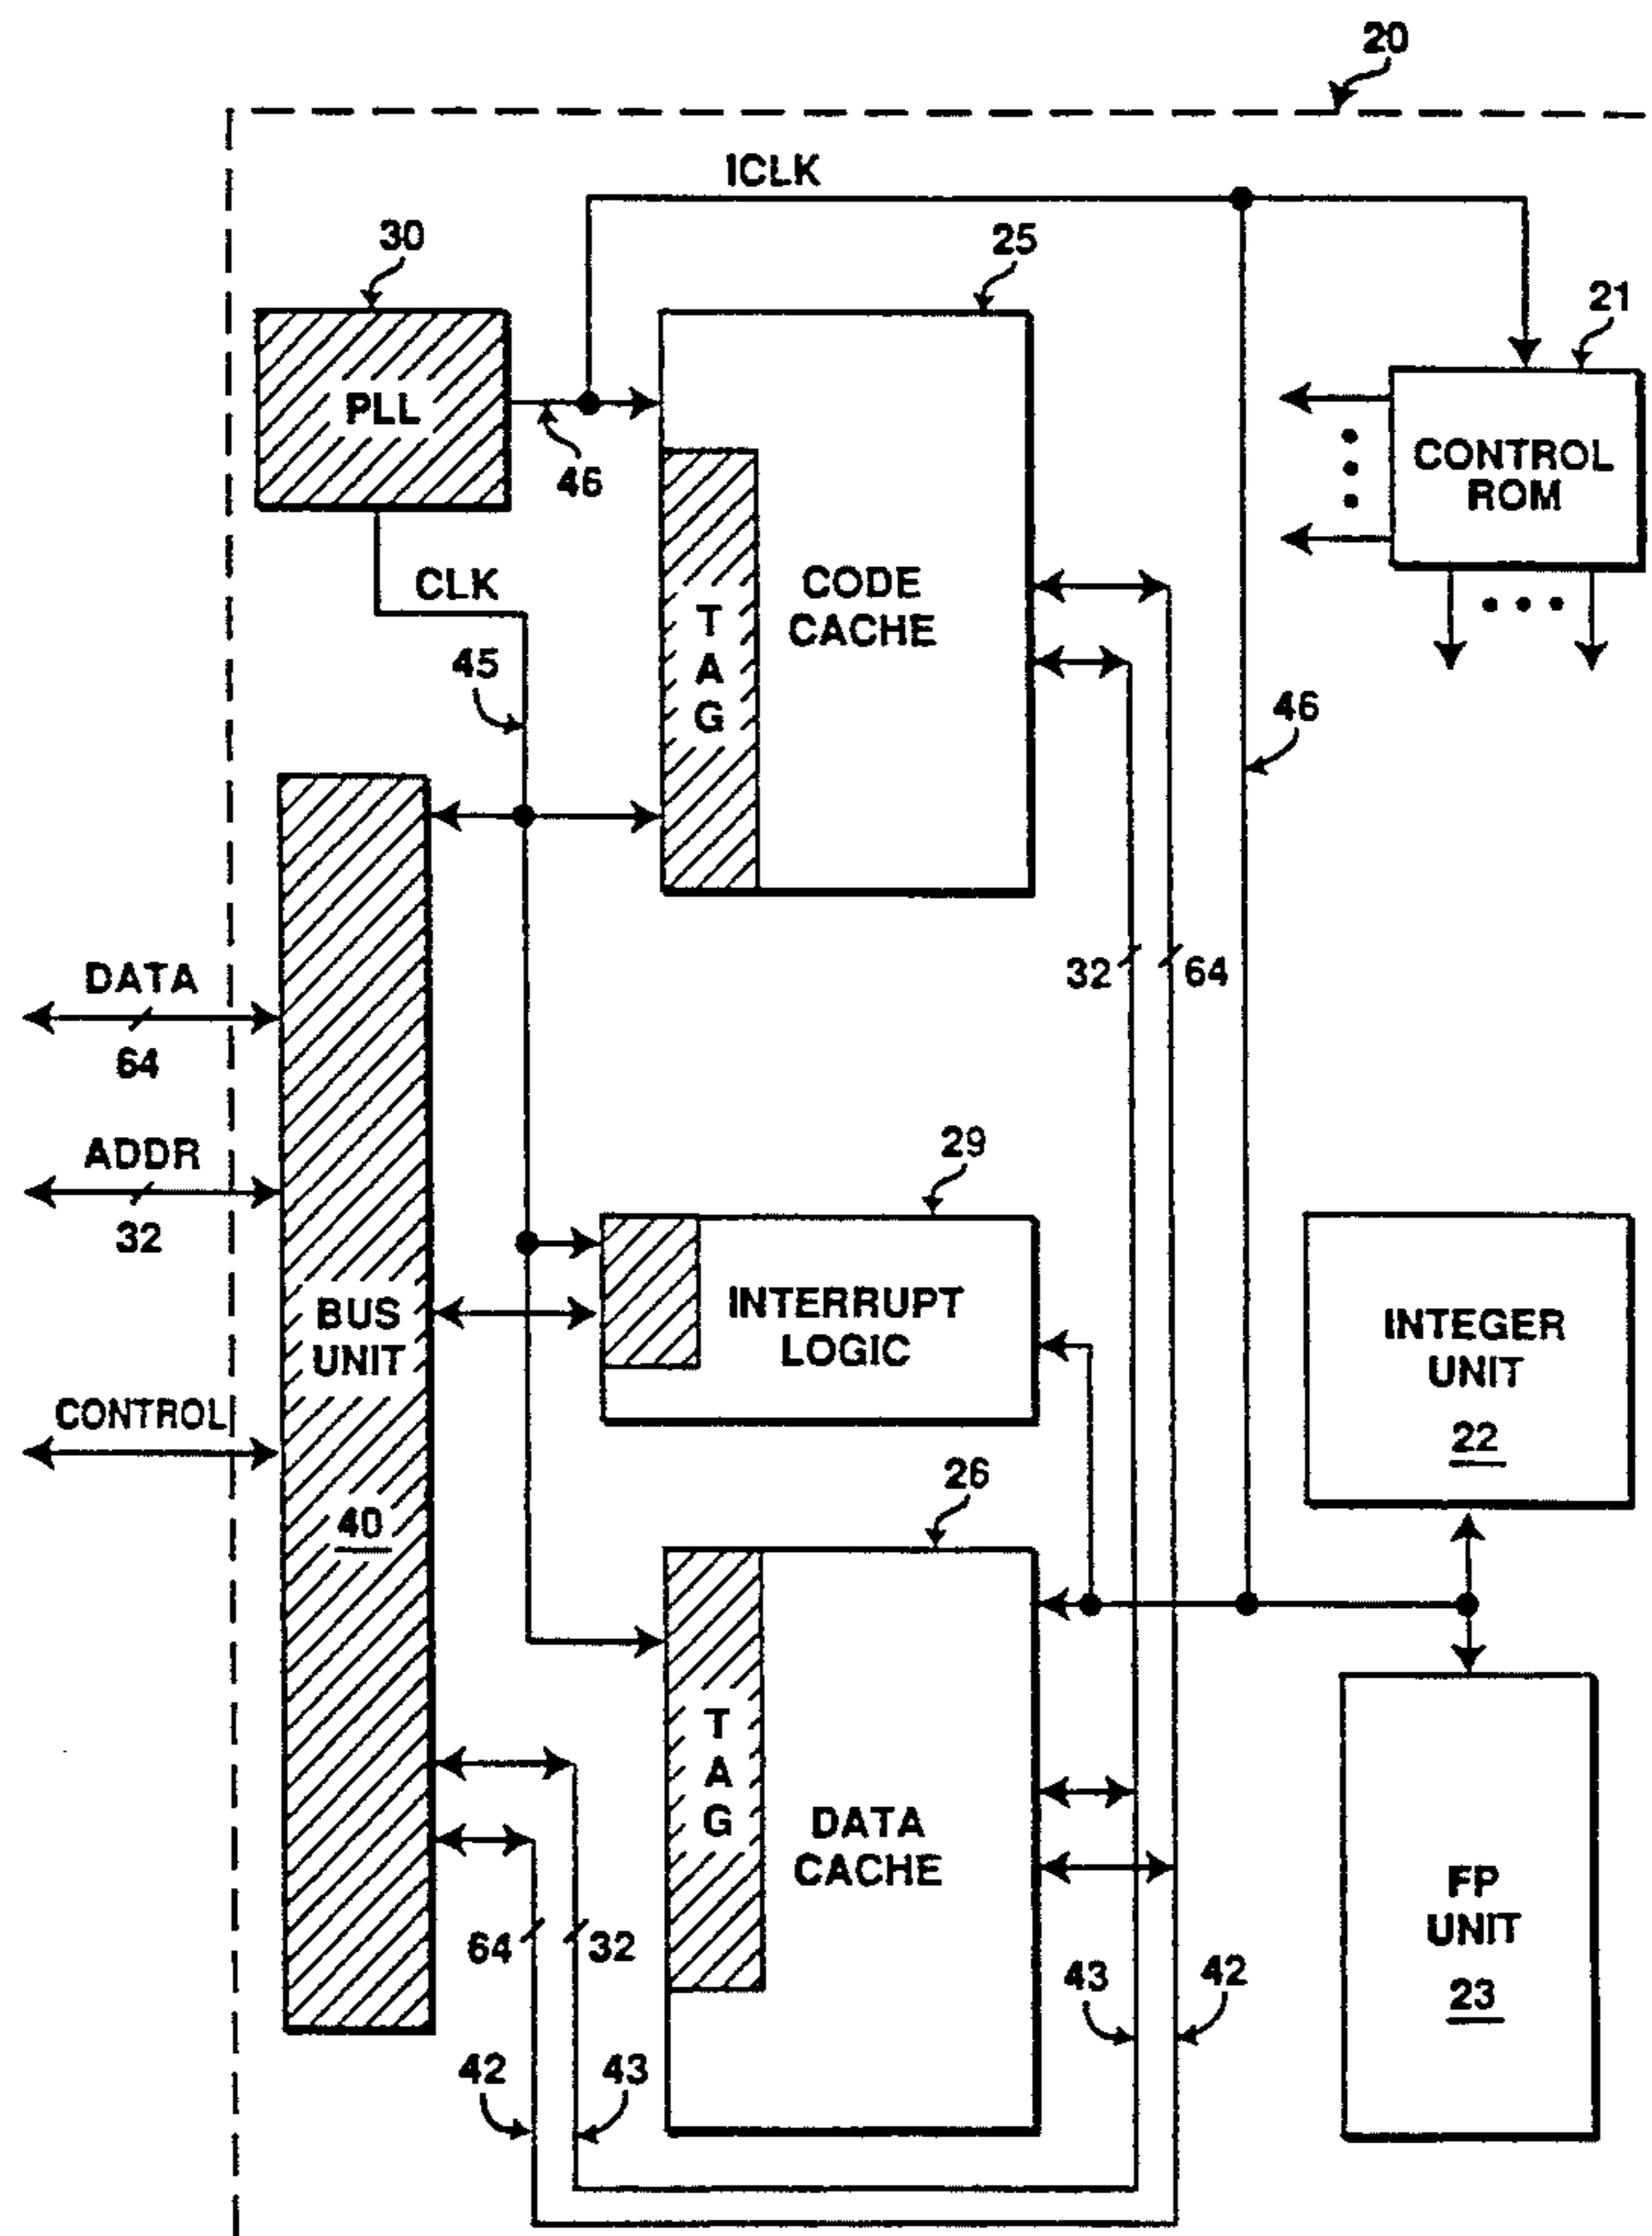 20
ICLK
30
25
21
PLL
46
CONTROL
ROM
CLK
CODE
CACHE
T
A
G
45
46
DATA
64
32
64
ADDR
32
29
BUS
UNIT
40
INTERRUPT
LOGIC
INTEGER
UNIT
22
CONTROL
26
T
A
G
DATA
CACHE
FP
UNIT
23
64
32
43
42
42
43